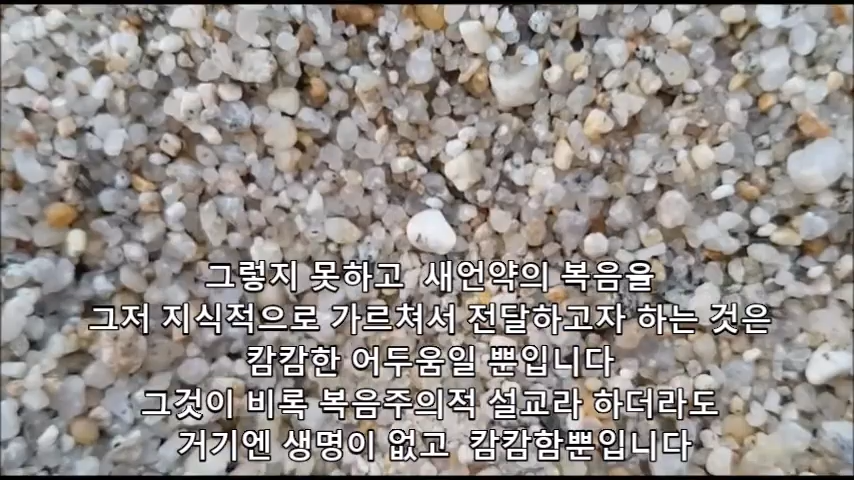 그렇지 못하고  새언약의 복음을
그저 지식적으로 가르쳐서 전달하고자 하는 것은
캄캄한 어두움일 뿐입니다
그것이 비록 복음주의적 설교라 하더라도
거기엔 생명이 없고  캄캄함뿐입니다